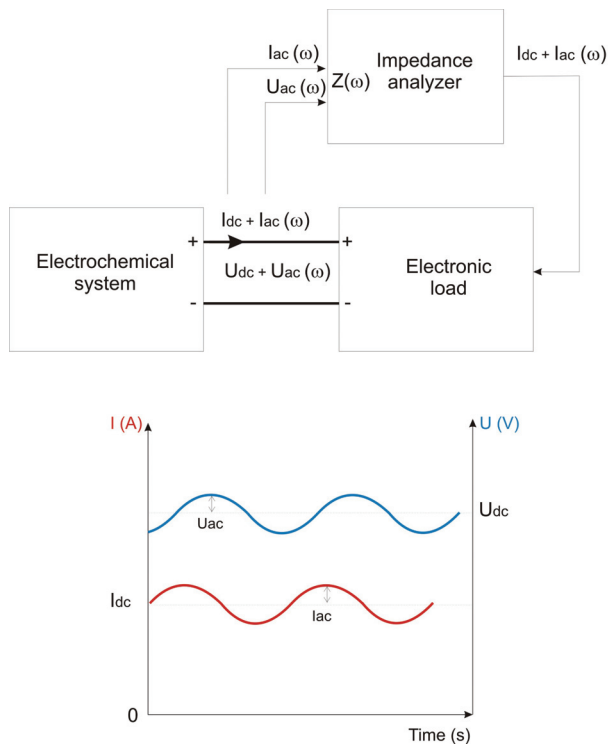 Iac (ω)
Uac (ω)
Z(ω)
Impedance
analyzer
Idc + Iac (ω)
Idc + Iac (ω)
Electrochemical
system
+
-
Udc + Uac (ω)
+
-
Electronic
load
I (A)
U (V)
Uac
Udc
Idc
Iac
0
Time (s)